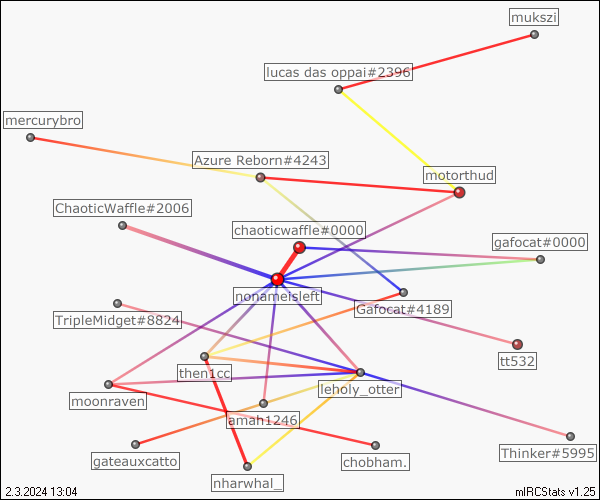 mukszi
lucas das oppai#2396
mercurybro
Azure Reborn#4243
motorthud
ChaoticWaffle#2006
chaoticwaffle#0000
gafocat#0000
nonameisleft
Gafocat#4189
TripleMidget#8824
tt532
then1cc
leholy_otter
moonraven
amah1246
Thinker#5995
gateauxcatto
chobham.
nharwhal_
2.3.2024 13:04
mIRCStats v1.25